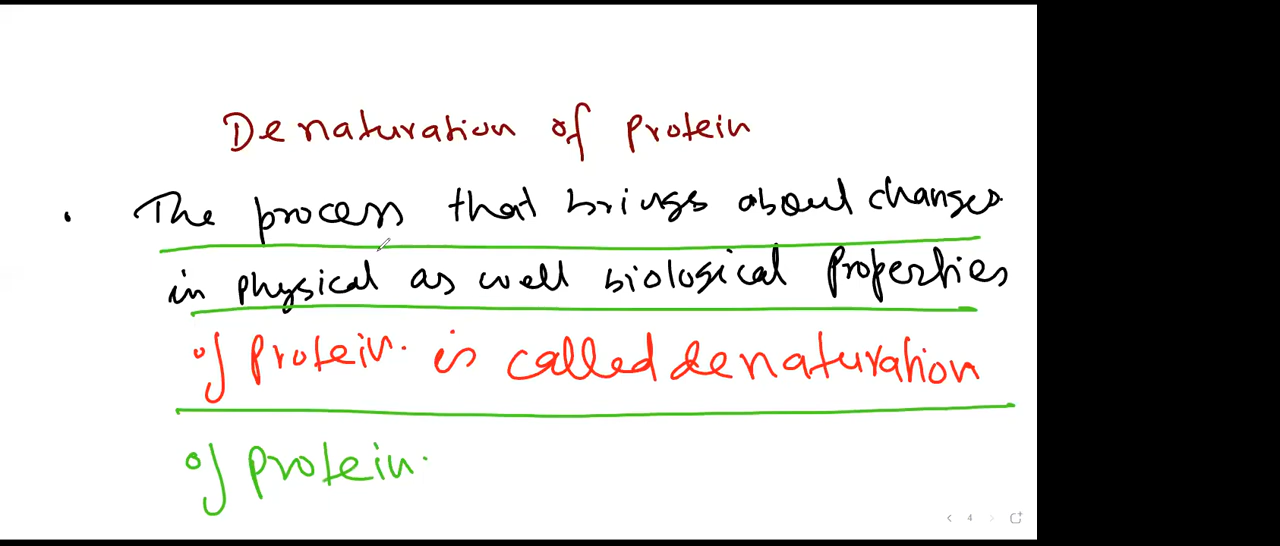 Denaturation of protein
• The process that brings about changes
in physical as well biological properties
of protein. is called denaturation
of protein.
4